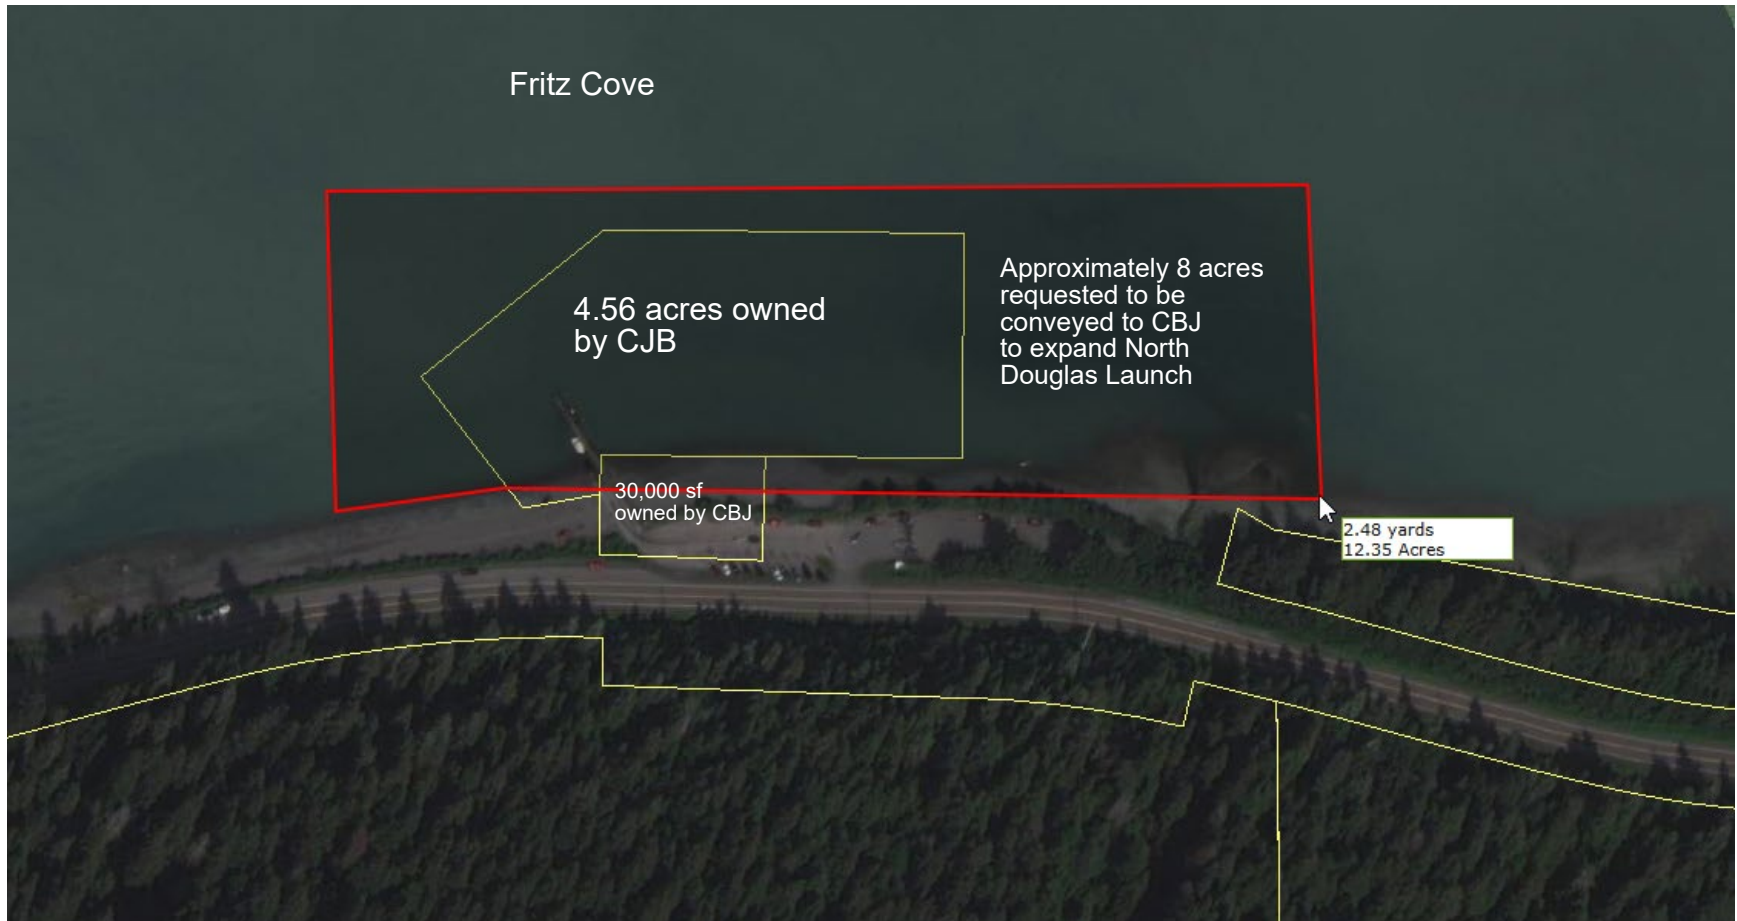 Fritz Cove
4.56 acres owned
by CJB
Approximately 8 acres
requested to be
conveyed to CBJ
to expand North
Douglas Launch
30,000 sf
owned by CBJ
2.48 yards
12.35 Acres